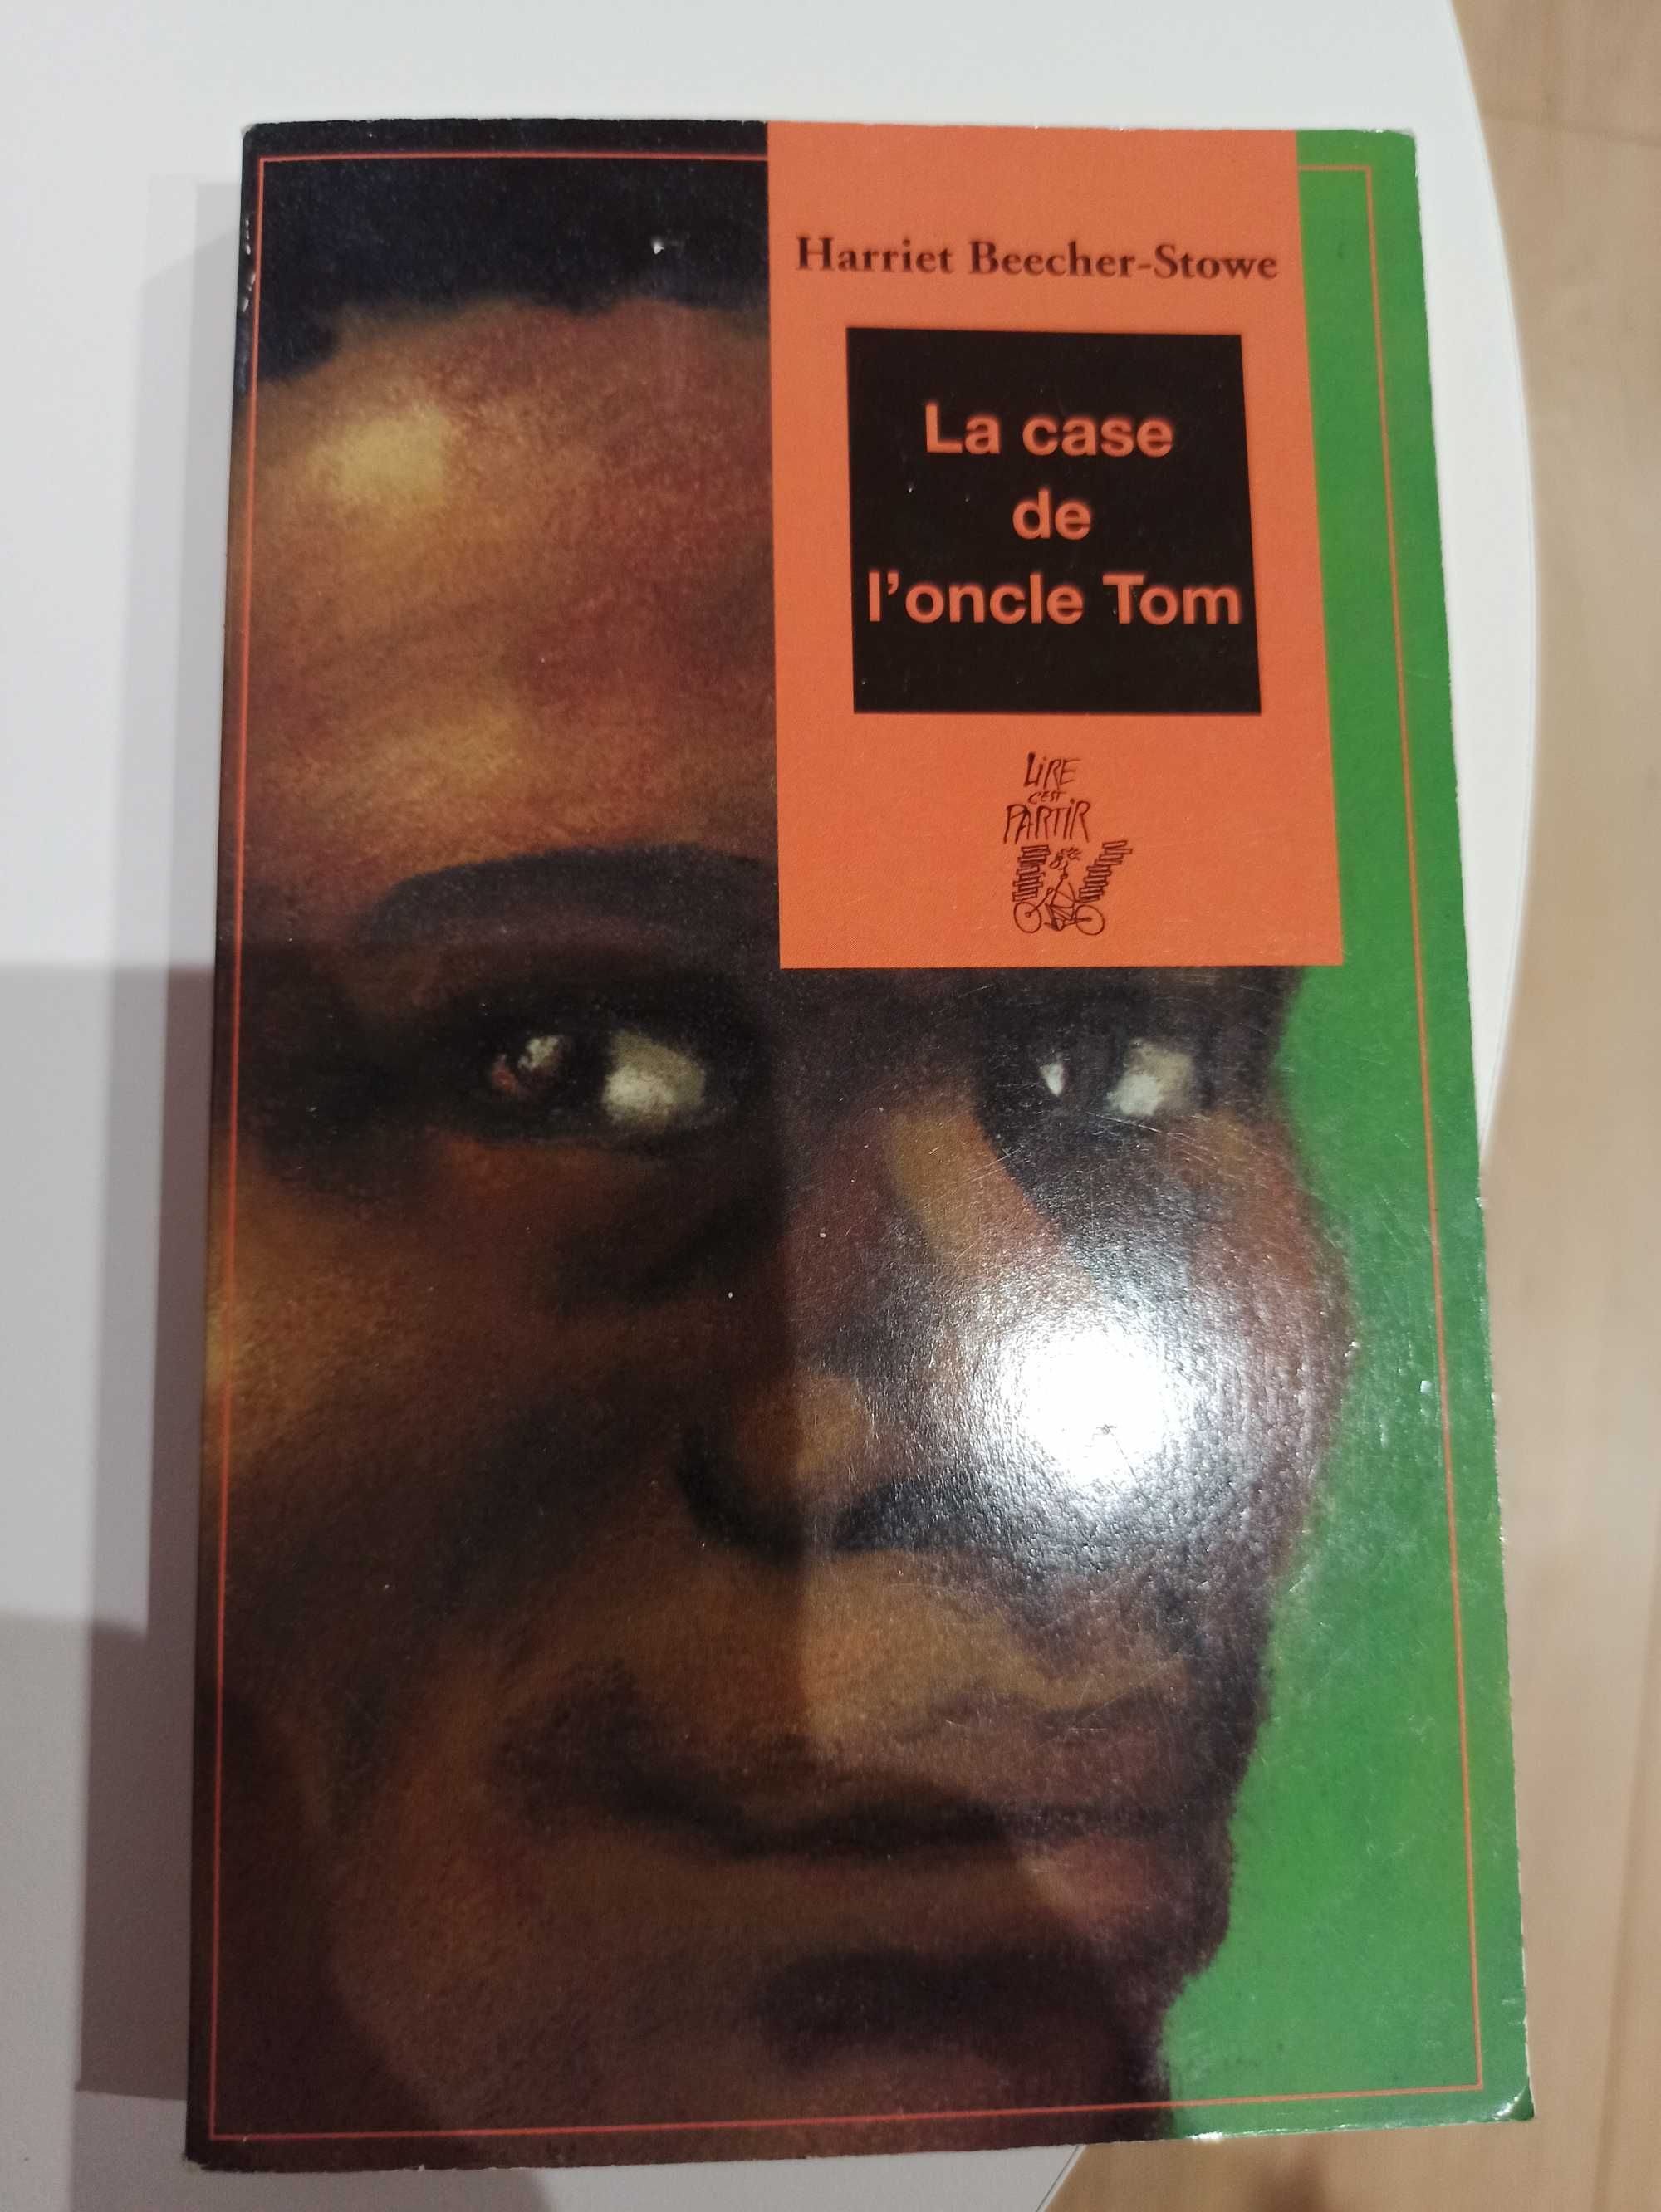 Harriet Beecher-Stowe
La case
de
l'oncle Tom
LIRE
C'EST
PARTIR